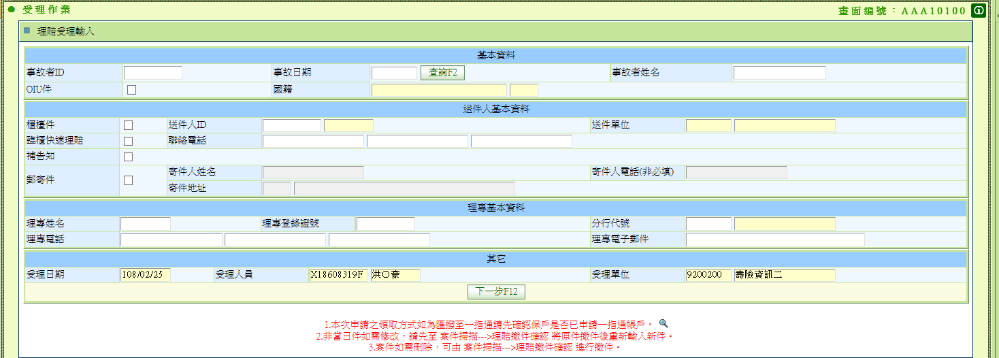 受理作業 畫面編號：AAA10100
理賠受理輸入
基本資料
事故者ID 事故日期 查詢F2 事故者姓名
OIU件 國籍
送件人基本資料
櫃檯件 送件人ID 送件單位
臨櫃快速理賠 聯絡電話
補告知
郵寄件 寄件人姓名 寄件人電話(非必填)
寄件地址
理專基本資料
理專姓名 理專登錄證號 分行代號
理專電話 理專電子郵件
其它
受理日期 108/02/25 受理人員 X18608319F 洪○豪 受理單位 9200200 壽險資訊二
下一步F12
1.本次申請之領取方式如為匯撥至一指通請先確認保戶是否已申請一指通帳戶。
2.非當日件如需修改，請先至 案件掃描--->理賠撤件確認 將原件撤件後重新輸入新件。
3.案件如需刪除，可由 案件掃描--->理賠撤件確認 進行撤件。